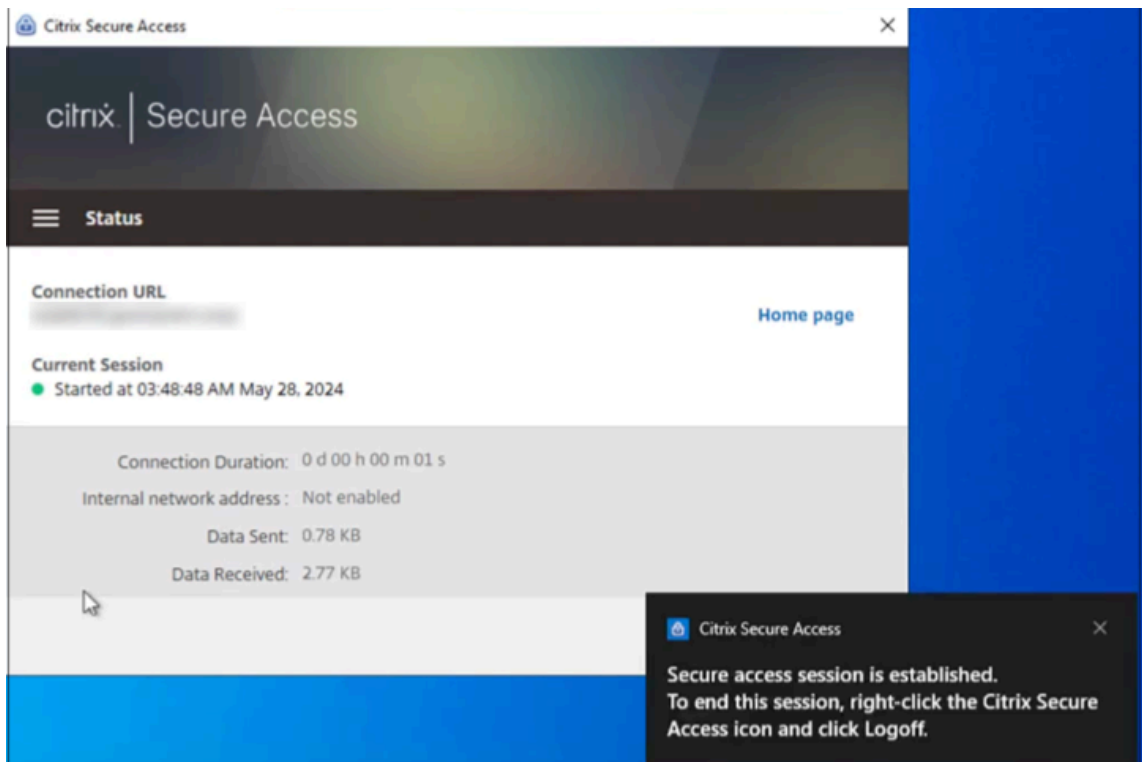 Citrix Secure Access
citrix. | Secure Access
Status
Connection URL
Home page
Current Session
Started at 03:48:48 AM May 28, 2024
Connection Duration: 0 d 00 h 00 m 01 s
Internal network address : Not enabled
Data Sent: 0.78 KB
Data Received: 2.77 KB
Citrix Secure Access
Secure access session is established.
To end this session, right-click the Citrix Secure
Access icon and click Logoff.